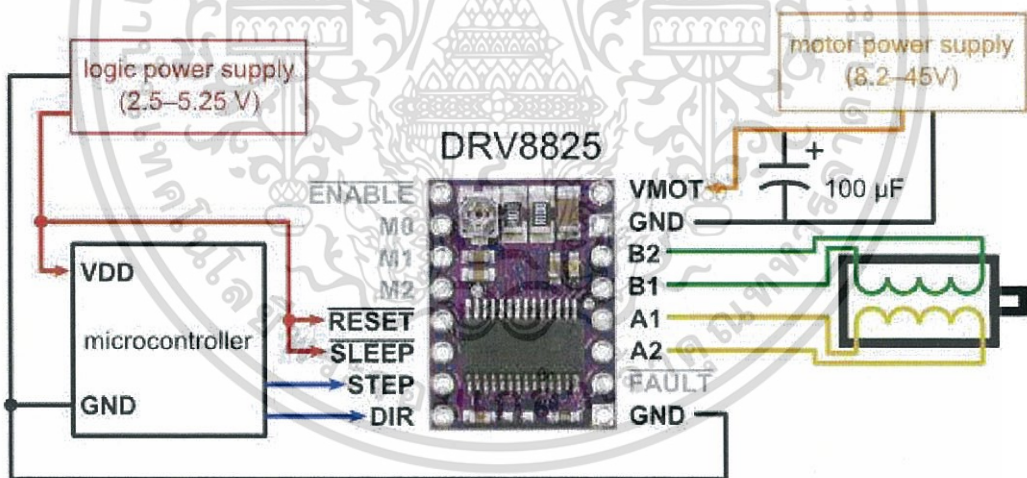 logic power supply
(2.5–5.25 V)
motor power supply
(8.2–45V)
DRV8825
ENABLE
M0
M1
M2
RESET
SLEEP
STEP
DIR
VMOT
GND
B2
B1
A1
A2
FAULT
GND
+
100 µF
VDD
microcontroller
GND